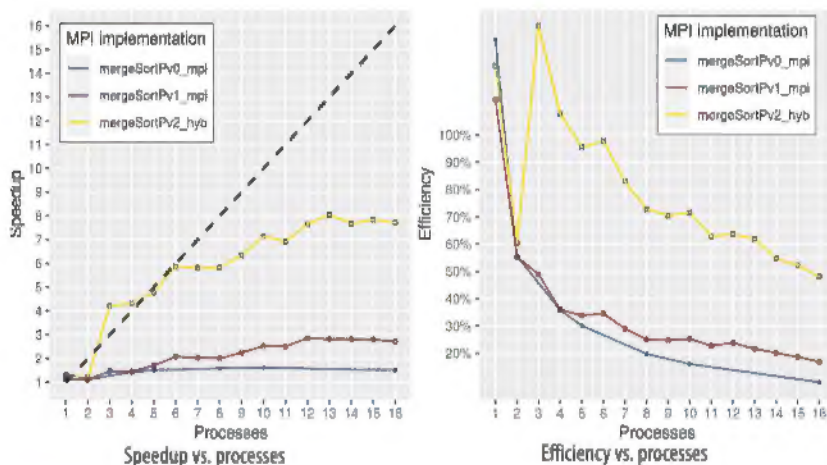 MPI implementation
mergeSortPv0_mpi
mergeSortPv1_mpi
mergeSortPv2_hyb
Speedup
16
15
14
13
12
11
10
9
8
7
6
5
4
3
2
1
1 2 3 4 5 6 7 8 9 10 11 12 13 14 15 16
Processes
Speedup vs. processes
MPI implementation
mergeSortPv0_mpi
mergeSortPv1_mpi
mergeSortPv2_hyb
Efficiency
100%
90%
80%
70%
60%
50%
40%
30%
20%
1 2 3 4 5 6 7 8 9 10 11 12 13 14 15 16
Processes
Efficiency vs. processes